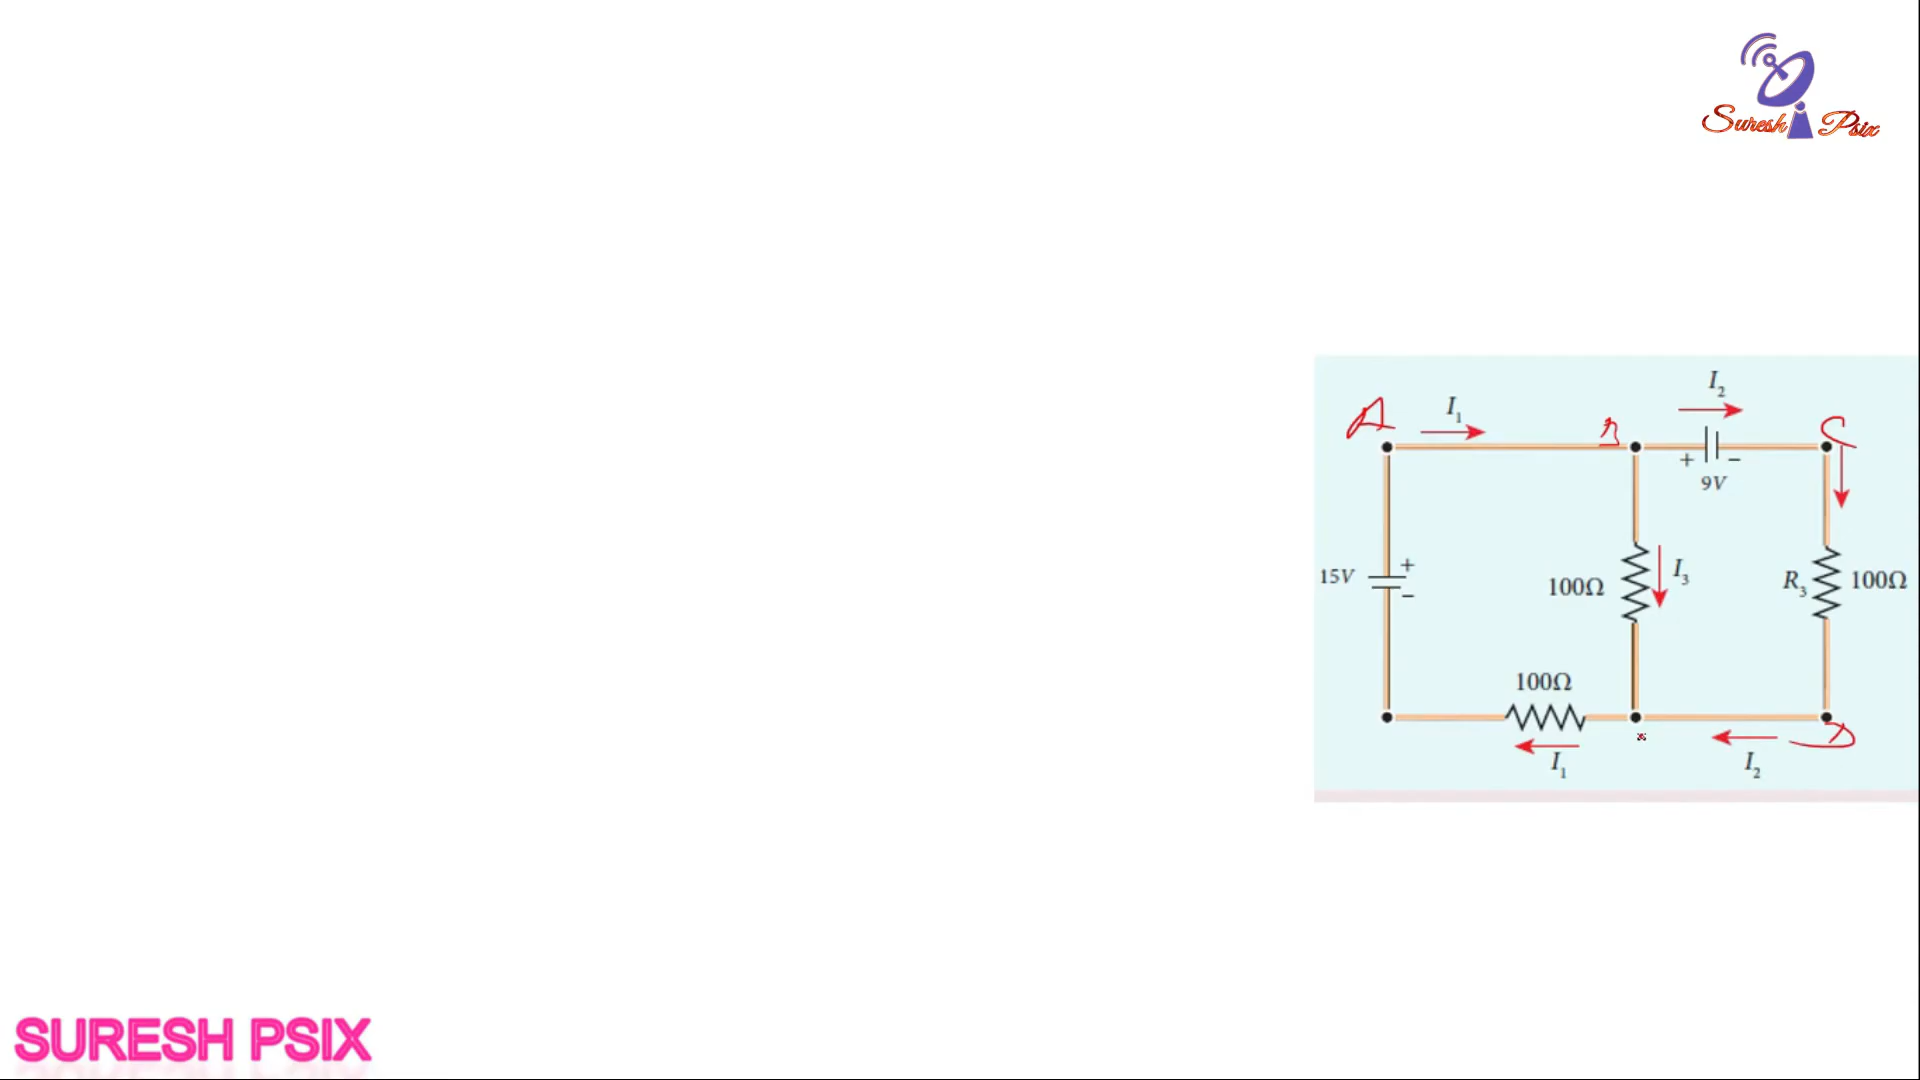 Suresh Psix
I₂
A I₁ B C
+ −
9V
15V + −
100Ω I₃ R₃ 100Ω
100Ω
D
I₁ I₂
SURESH PSIX